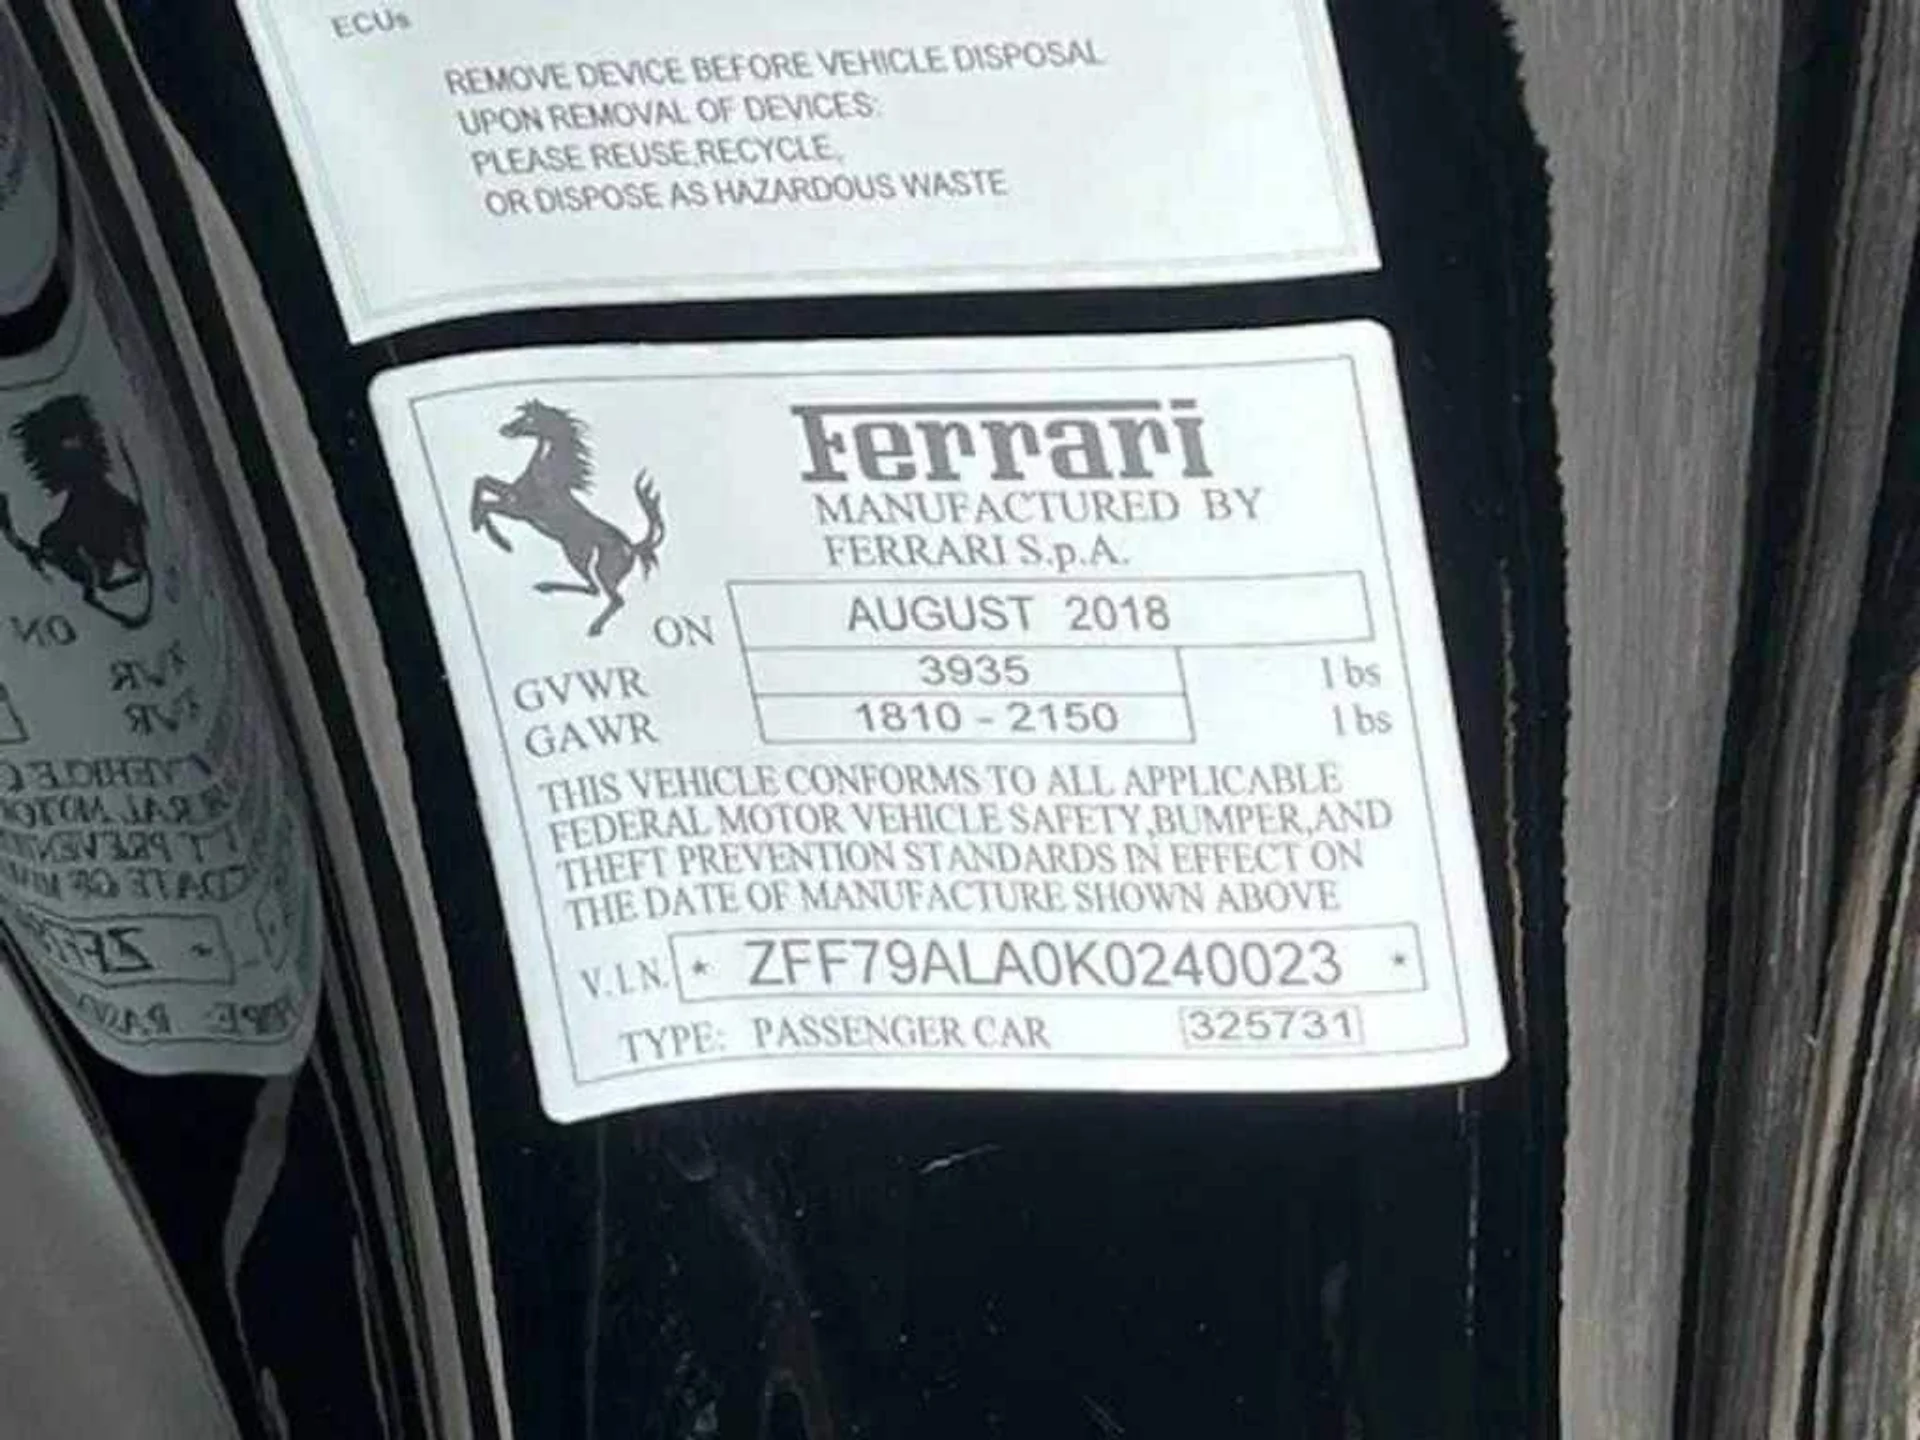 ECUs
REMOVE DEVICE BEFORE VEHICLE DISPOSAL
UPON REMOVAL OF DEVICES:
PLEASE REUSE,RECYCLE,
OR DISPOSE AS HAZARDOUS WASTE
Ferrari
MANUFACTURED BY
FERRARI S.p.A.
ON AUGUST 2018
GVWR 3935 lbs
GAWR 1810 - 2150 lbs
THIS VEHICLE CONFORMS TO ALL APPLICABLE
FEDERAL MOTOR VEHICLE SAFETY,BUMPER,AND
THEFT PREVENTION STANDARDS IN EFFECT ON
THE DATE OF MANUFACTURE SHOWN ABOVE
V.I.N. * ZFF79ALA0K0240023 *
TYPE: PASSENGER CAR 325731